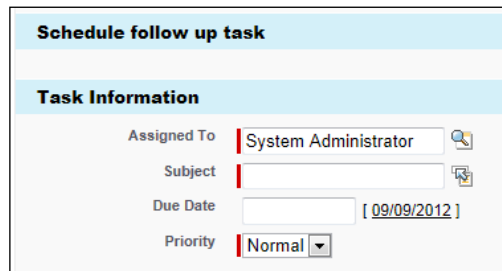 Schedule follow up task
Task Information
Assigned To System Administrator
Subject
Due Date [ 09/09/2012 ]
Priority Normal